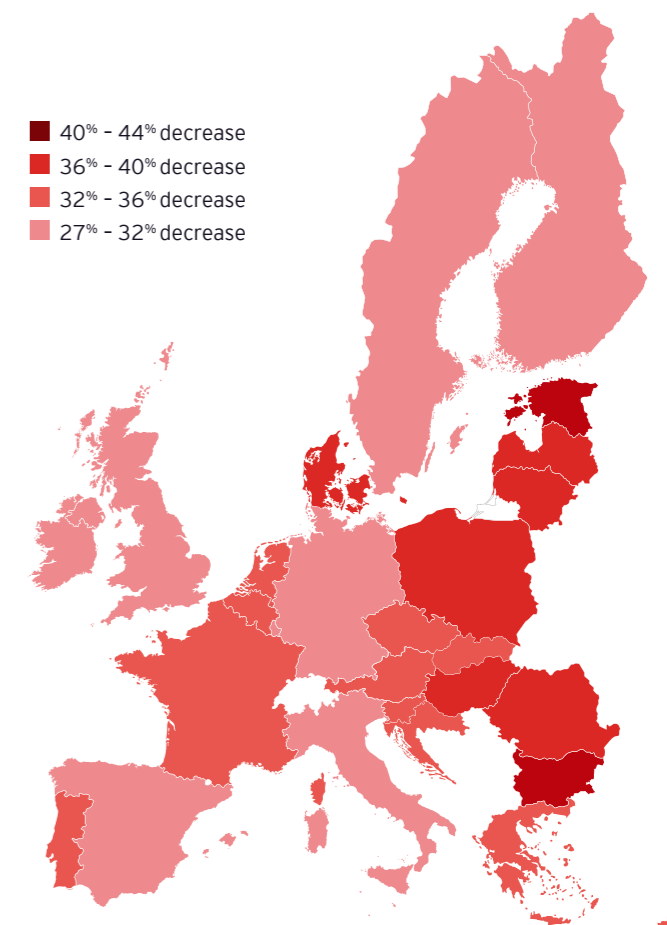 40% – 44% decrease
36% – 40% decrease
32% – 36% decrease
27% – 32% decrease